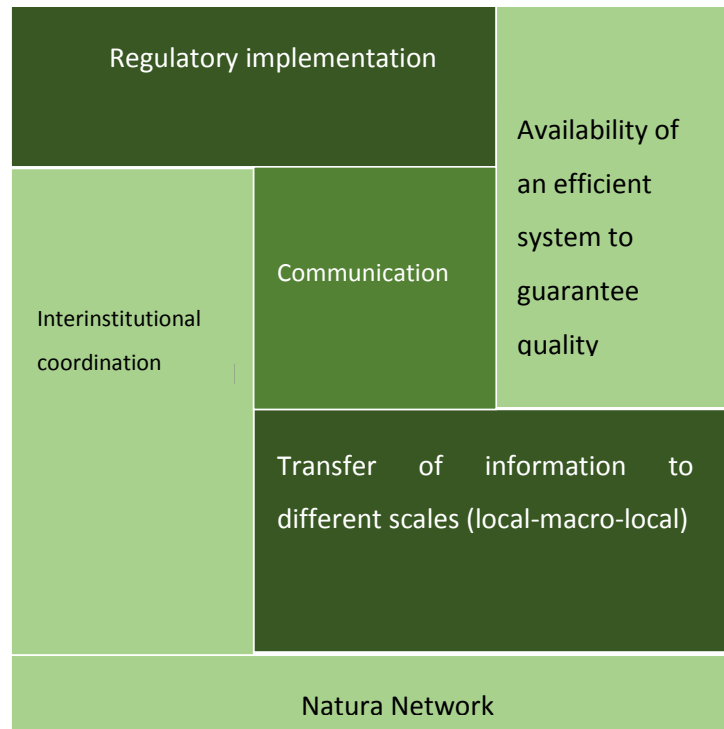 Regulatory implementation
Availability of
an efficient
system to
guarantee
quality
Communication
Interinstitutional
coordination
Transfer of information to
different scales (local-macro-local)
Natura Network